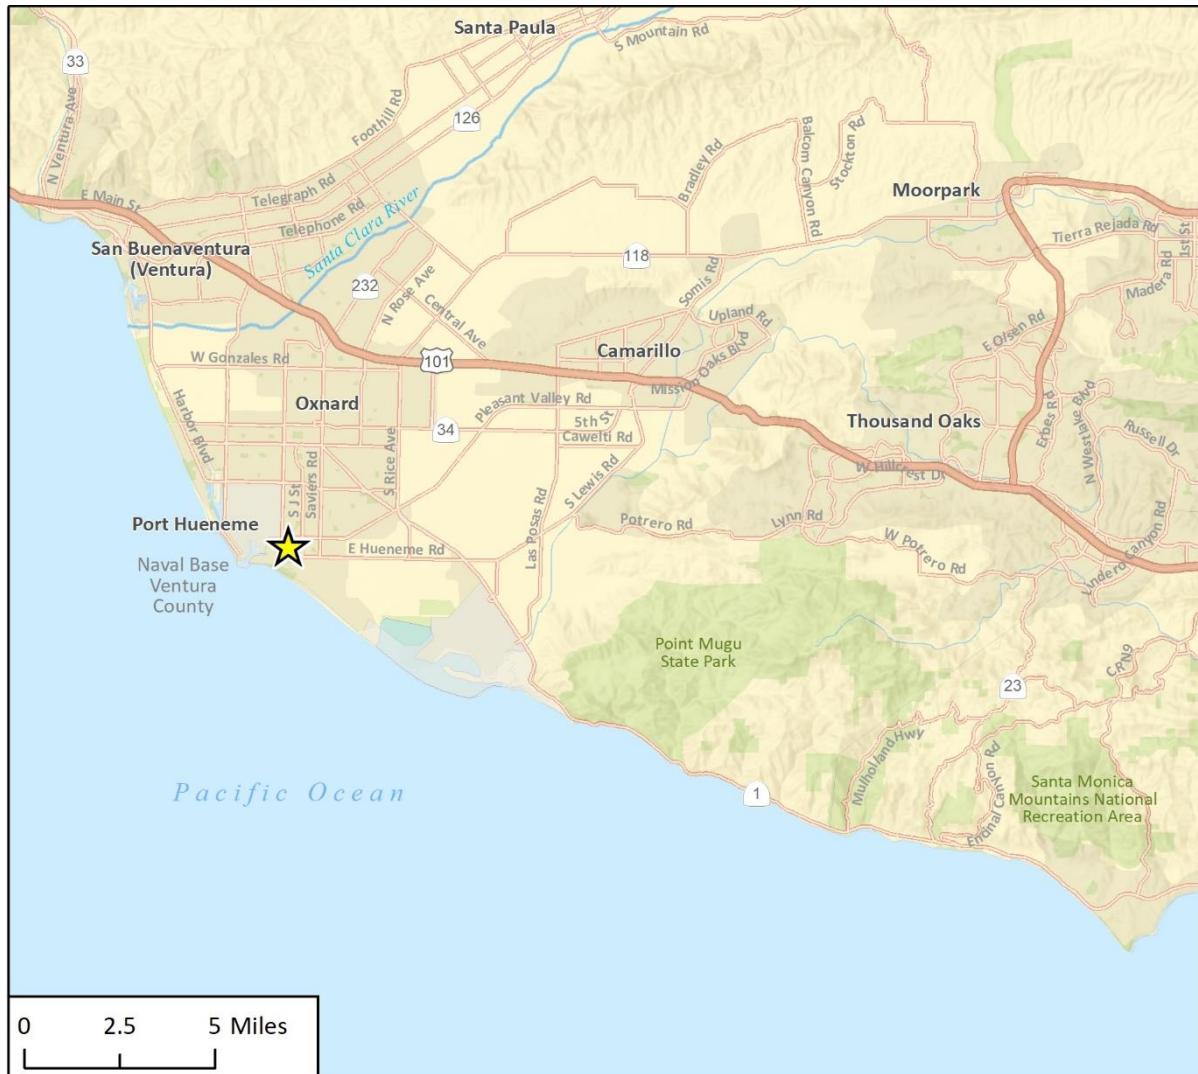 Santa Paula
S Mountain Rd
33
N Ventura Ave
Foothill Rd
126
Bradley Rd
Balcom Canyon Rd
Stockton Rd
Moorpark
E Main St
Telegraph Rd
Telephone Rd
Santa Clara River
San Buenaventura
(Ventura)
232
N Rose Ave
Central Ave
118
Somis Rd
Tierra Rejada Rd
1st St
Madera Rd
Upland Rd
W Gonzales Rd
101
Camarillo
Mission Oaks Blvd
E Olsen Rd
Harbor Blvd
Oxnard
34
Pleasant Valley Rd
5th St
Cawelti Rd
Thousand Oaks
Erbes Rd
N Westlake Blvd
Russell Dr
S J St
Saviers Rd
S Rice Ave
Las Posas Rd
S Lewis Rd
W Hillcrest Dr
Port Hueneme
E Hueneme Rd
Potrero Rd
Lynn Rd
W Potrero Rd
Lindero Canyon Rd
Naval Base
Ventura
County
Point Mugu
State Park
CR N9
23
Mulholland Hwy
Encinal Canyon Rd
Santa Monica
Mountains National
Recreation Area
Pacific Ocean
1
0 2.5 5 Miles